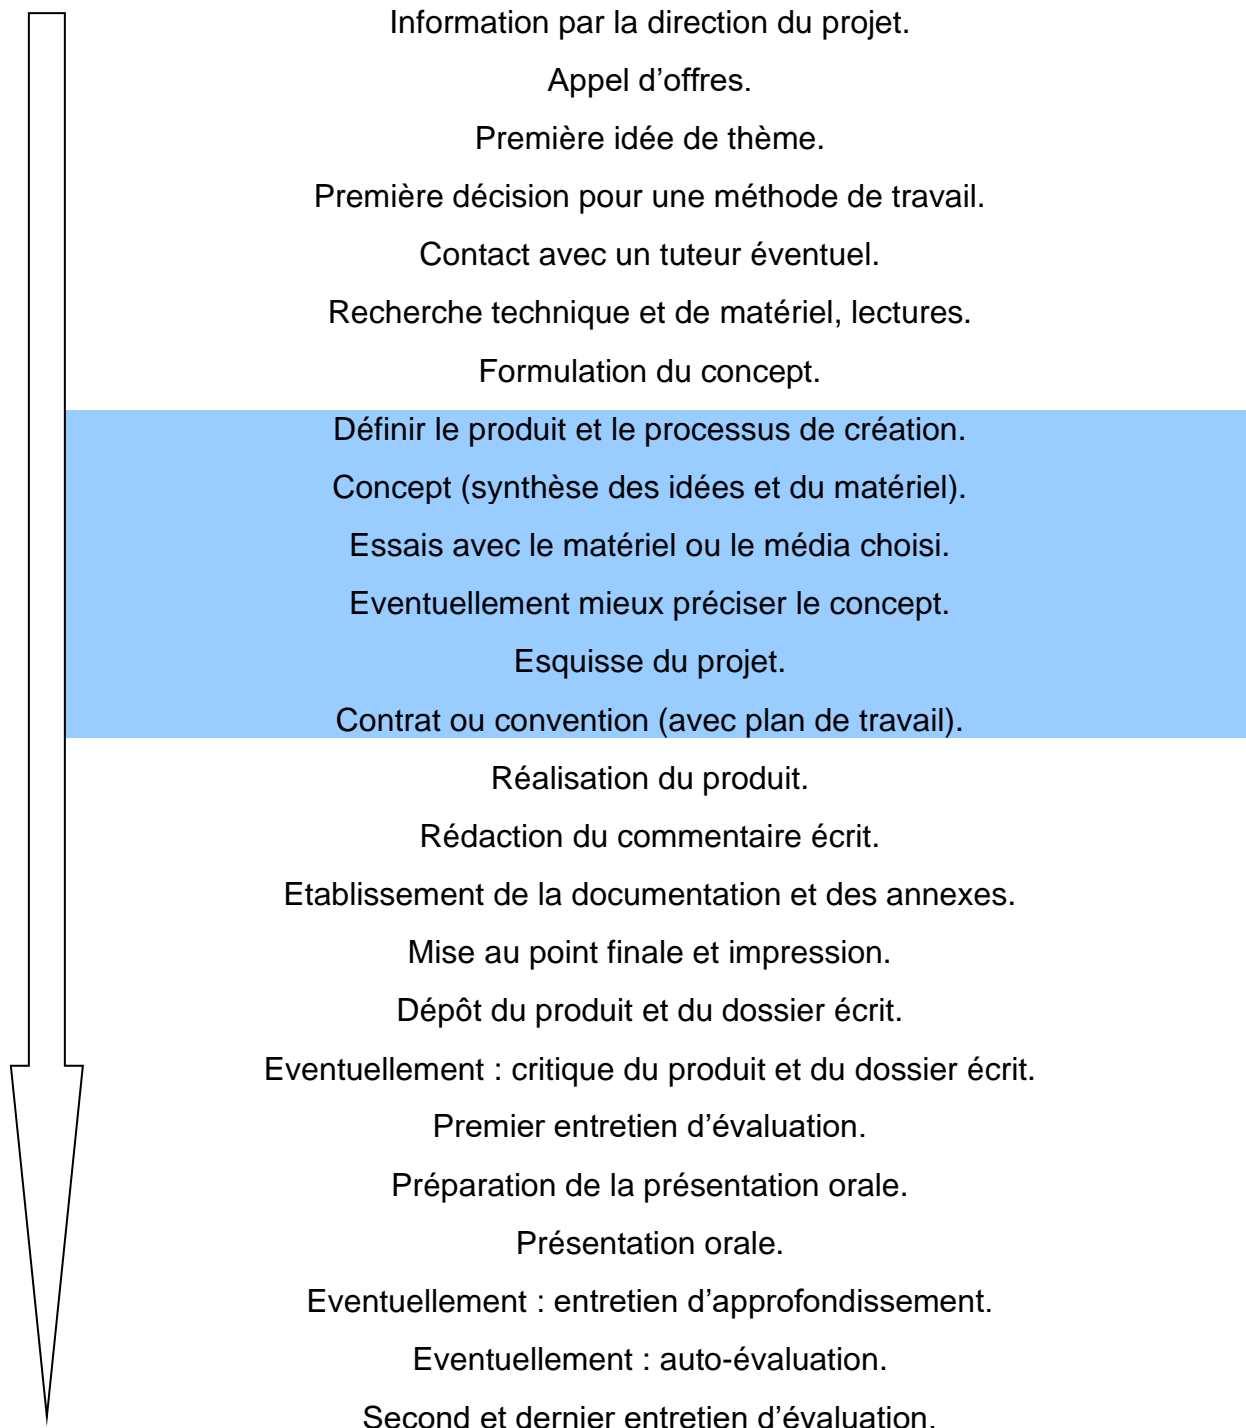 Information par la direction du projet.
Appel d’offres.
Première idée de thème.
Première décision pour une méthode de travail.
Contact avec un tuteur éventuel.
Recherche technique et de matériel, lectures.
Formulation du concept.
Définir le produit et le processus de création.
Concept (synthèse des idées et du matériel).
Essais avec le matériel ou le média choisi.
Eventuellement mieux préciser le concept.
Esquisse du projet.
Contrat ou convention (avec plan de travail).
Réalisation du produit.
Rédaction du commentaire écrit.
Etablissement de la documentation et des annexes.
Mise au point finale et impression.
Dépôt du produit et du dossier écrit.
Eventuellement : critique du produit et du dossier écrit.
Premier entretien d’évaluation.
Préparation de la présentation orale.
Présentation orale.
Eventuellement : entretien d’approfondissement.
Eventuellement : auto-évaluation.
Second et dernier entretien d’évaluation.